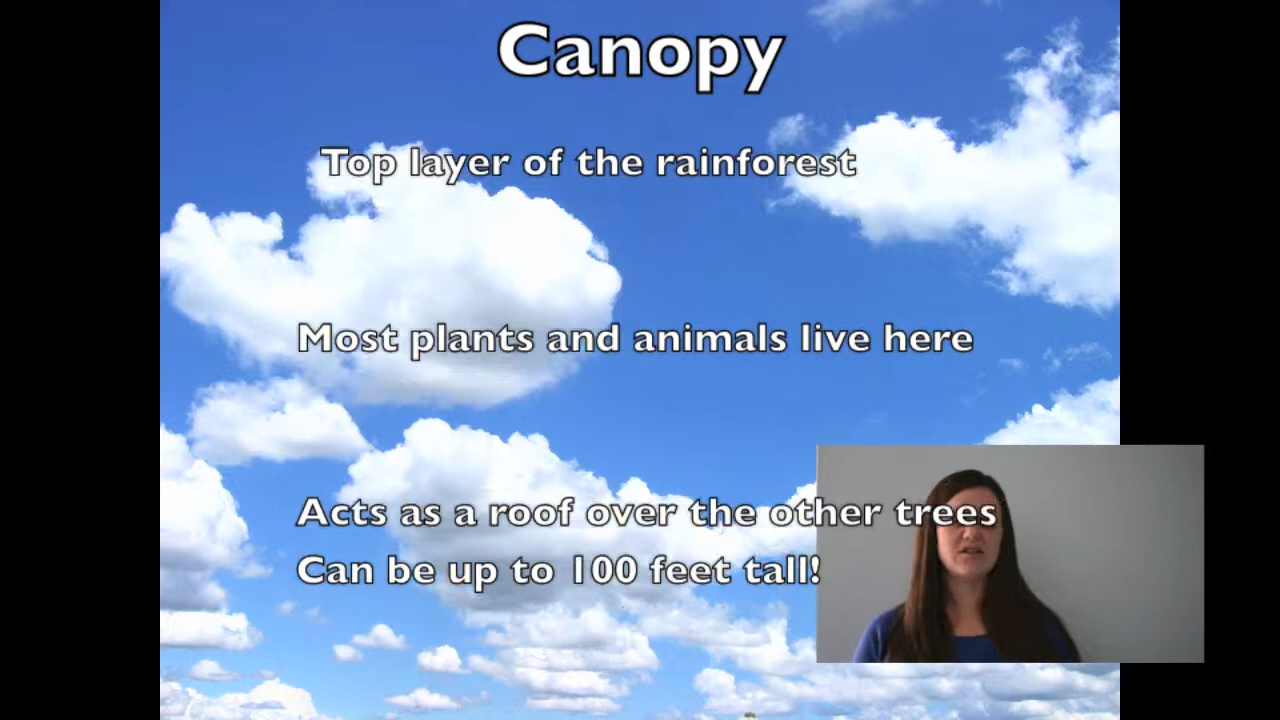 Canopy
Top layer of the rainforest
Most plants and animals live here
Acts as a roof over the other trees
Can be up to 100 feet tall!